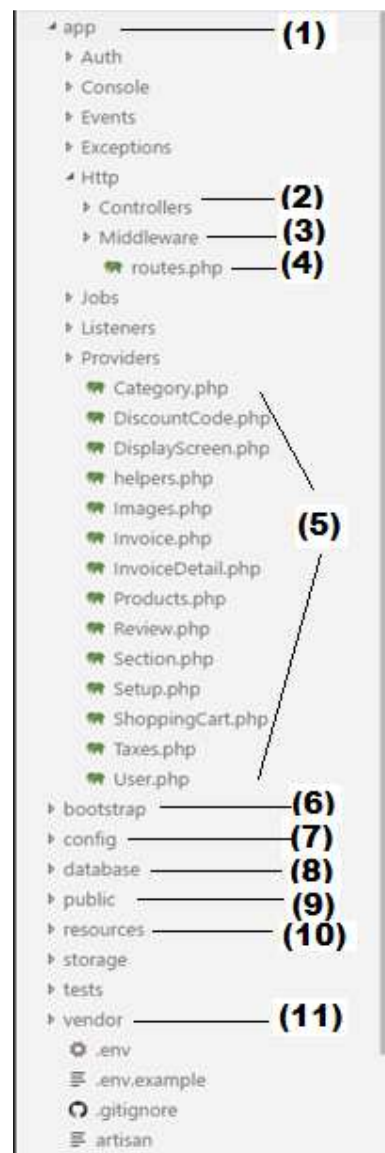 app (1)
Auth
Console
Events
Exceptions
Http
Controllers (2)
Middleware (3)
routes.php (4)
Jobs
Listeners
Providers
Category.php
DiscountCode.php
DisplayScreen.php
helpers.php
Images.php
(5)
Invoice.php
InvoiceDetail.php
Products.php
Review.php
Section.php
Setup.php
ShoppingCart.php
Taxes.php
User.php
bootstrap (6)
config (7)
database (8)
public (9)
resources (10)
storage
tests
vendor (11)
.env
.env.example
.gitignore
artisan